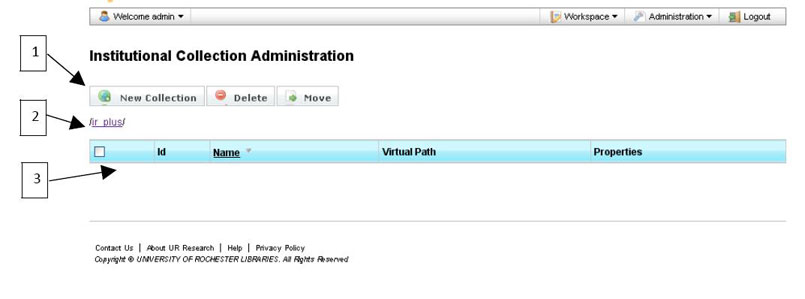 Welcome admin Workspace Administration Logout
Institutional Collection Administration
1
New Collection Delete Move
2
/ir_plus/
Id Name Virtual Path Properties
3
Contact Us | About UR Research | Help | Privacy Policy
Copyright © UNIVERSITY OF ROCHESTER LIBRARIES. All Rights Reserved